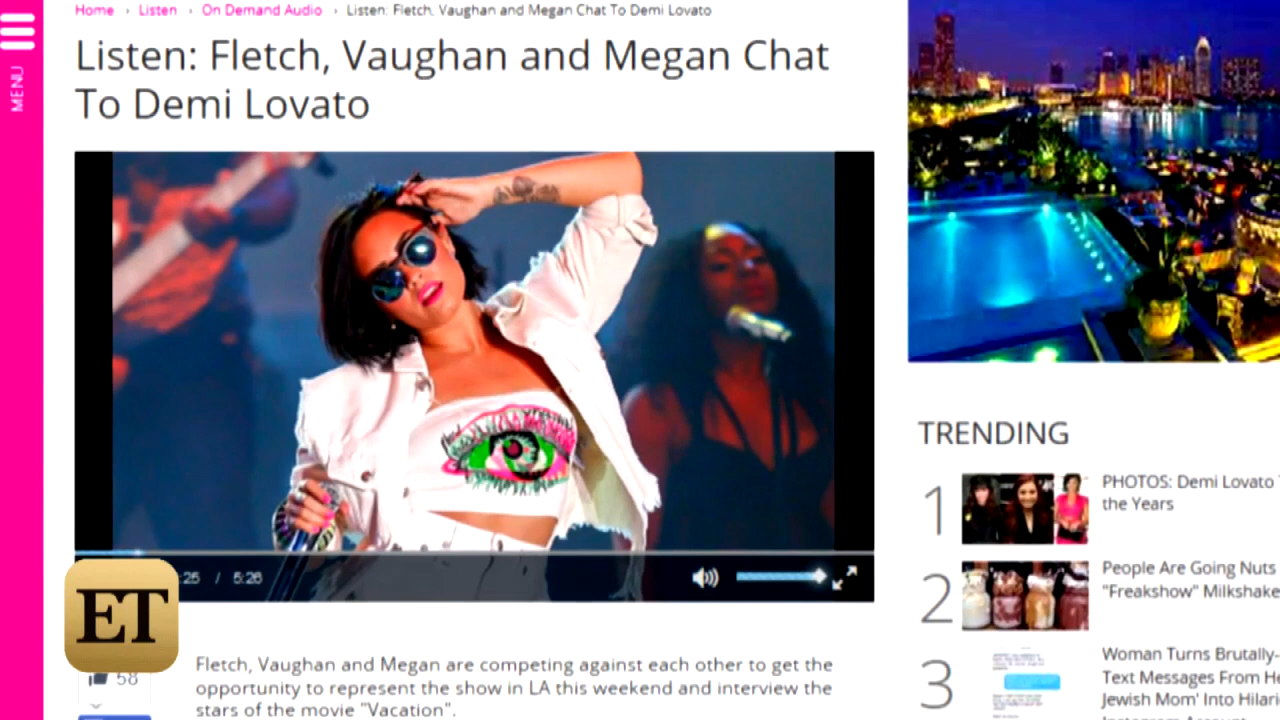 MENU
Home › Listen › On Demand Audio › Listen: Fletch, Vaughan and Megan Chat To Demi Lovato
Listen: Fletch, Vaughan and Megan Chat
To Demi Lovato
:25 / 5:26
ET
58
Fletch, Vaughan and Megan are competing against each other to get the
opportunity to represent the show in LA this weekend and interview the
stars of the movie "Vacation".
TRENDING
1
PHOTOS: Demi Lovato
the Years
2
People Are Going Nuts
"Freakshow" Milkshake
3
Woman Turns Brutally-
Text Messages From He
Jewish Mom' Into Hilari